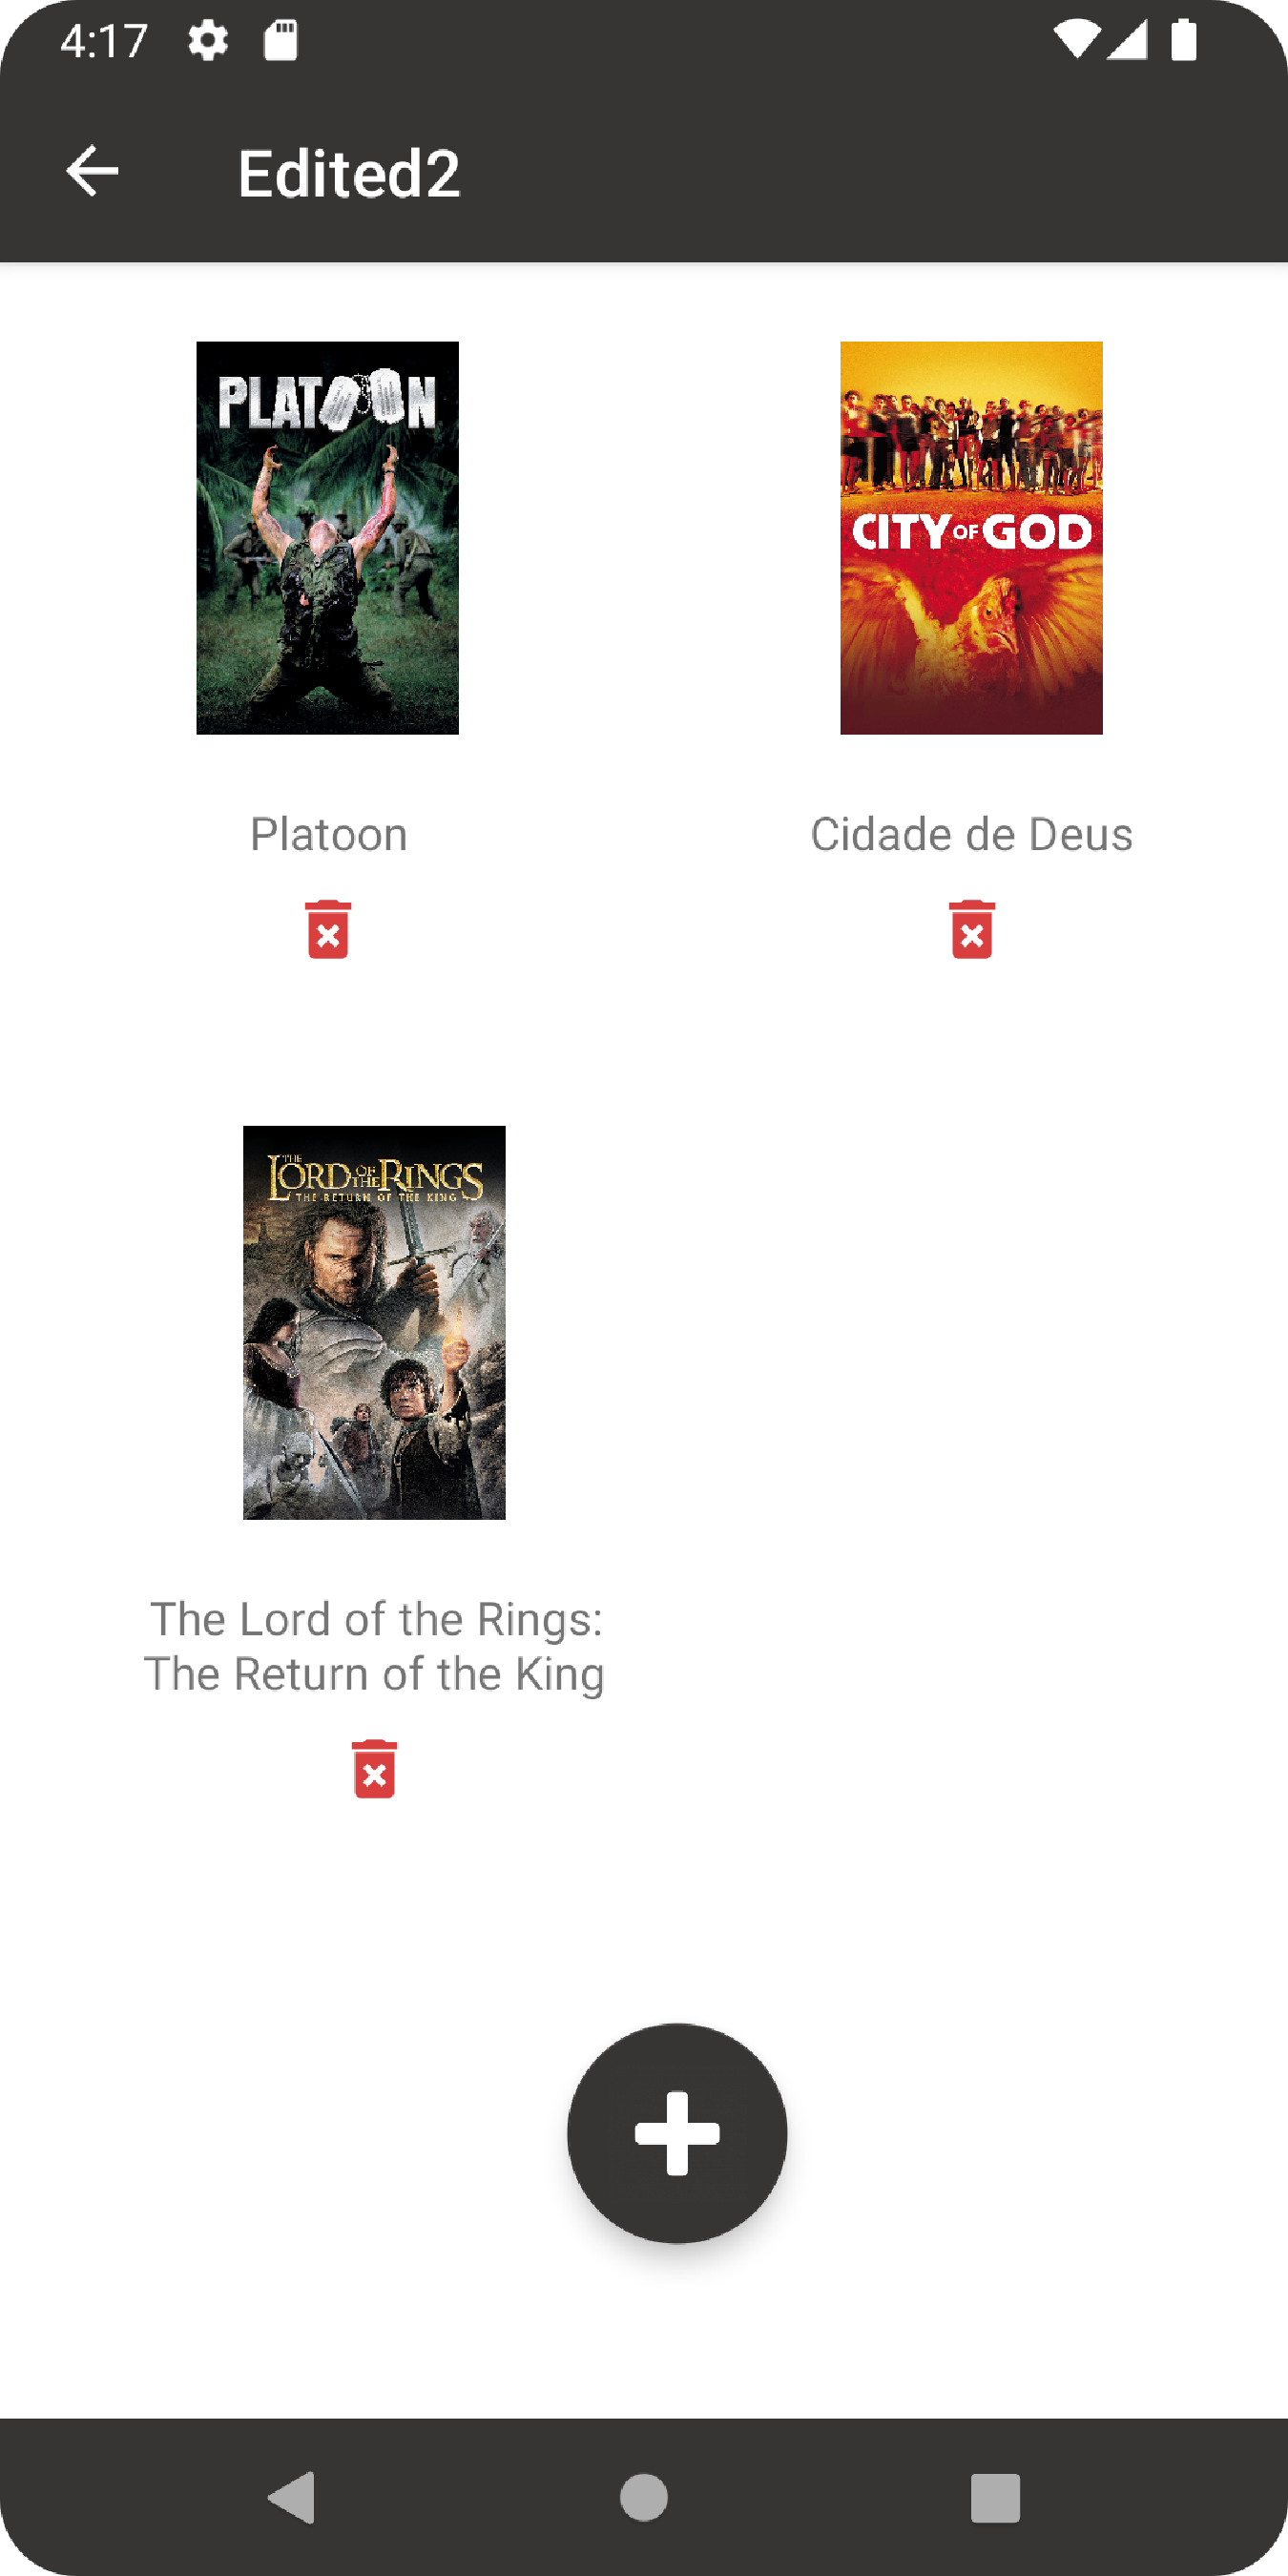 4:17
Edited2
PLATOON
CITY OF GOD
Platoon
Cidade de Deus
THE LORD OF THE RINGS
THE RETURN OF THE KING
The Lord of the Rings:
The Return of the King